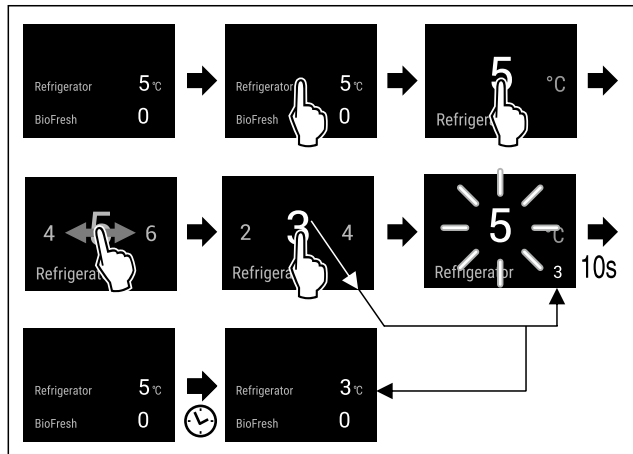 Refrigerator 5 °C
BioFresh 0
Refrigerator 5 °C
BioFresh 0
5 °C
Refriger
4 5 6
Refrigera
2 3 4
Refrigera
5 °C
Refrigerator 3
10s
Refrigerator 5 °C
BioFresh 0
Refrigerator 3 °C
BioFresh 0